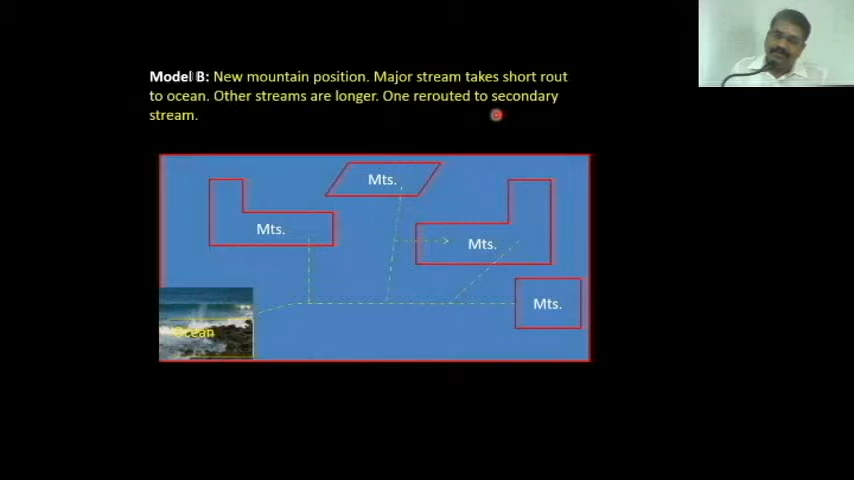 Model B: New mountain position. Major stream takes short rout
to ocean. Other streams are longer. One rerouted to secondary
stream.
Mts.
Mts.
Mts.
Mts.
Ocean